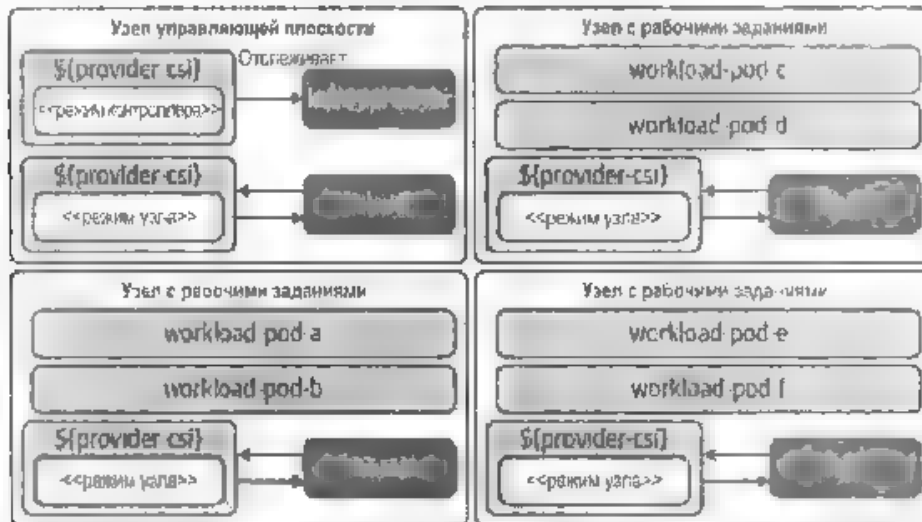 Узел управляющей плоскости
${provider-csi}
Отслеживает
<<режим контроллера>>
${provider-csi}
<<режим узла>>
Узел с рабочими заданиями
workload-pod-c
workload-pod-d
${provider-csi}
<<режим узла>>
Узел с рабочими заданиями
workload-pod-a
workload-pod-b
${provider-csi}
<<режим узла>>
Узел с рабочими заданиями
workload-pod-e
workload-pod-f
${provider-csi}
<<режим узла>>